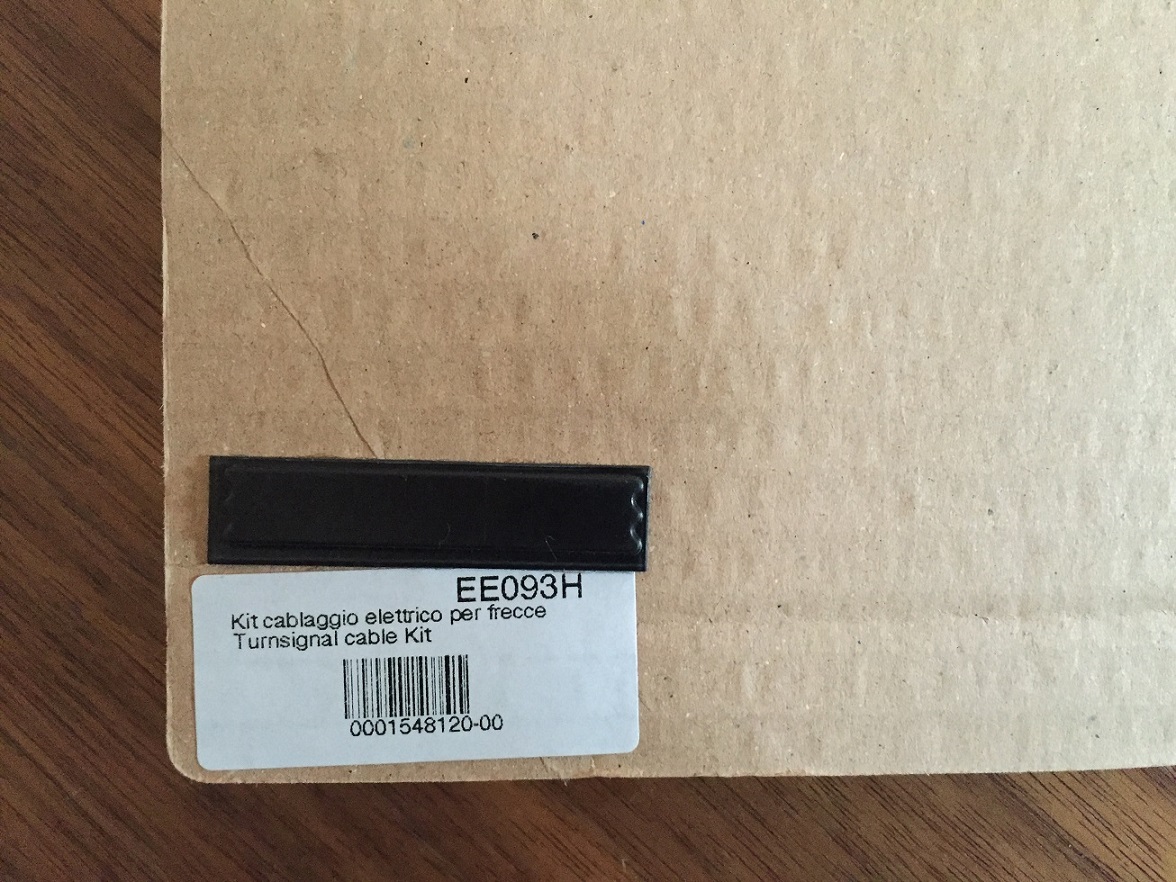 EE093H
Kit cablaggio elettrico per frecce
Turnsignal cable Kit
0001548120-00